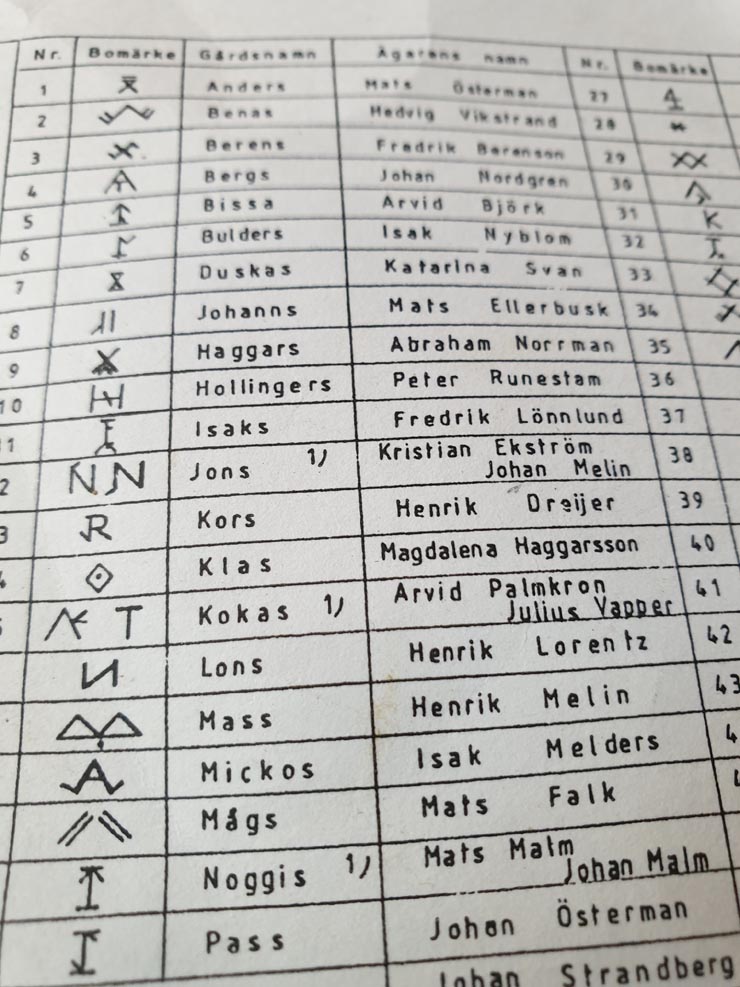 Nr. Bomärke Gårdsnamn Ägarens namn Nr. Bomärke
1 Anders Mats Österman 27
2 Benas Hedvig Vikstrand 28
3 Berens Fredrik Berenson 29
4 Bergs Johan Nordgren 30
5 Bissa Arvid Björk 31
6 Bulders Isak Nyblom 32
7 Duskas Katarina Svan 33
8 Johanns Mats Ellerbusk 34
9 Haggars Abraham Norrman 35
10 Hollingers Peter Runestam 36
11 Isaks Fredrik Lönnlund 37
2 Jons 1) Kristian Ekström 38
Johan Melin
3 Kors Henrik Dreijer 39
4 Klas Magdalena Haggarsson 40
Kokas 1) Arvid Palmkron 41
Julius Vapper
Lons Henrik Lorentz 42
Mass Henrik Melin 43
Mickos Isak Melders 4
Mågs Mats Falk
Noggis 1) Mats Malm
Johan Malm
Pass Johan Österman
Johan Strandberg